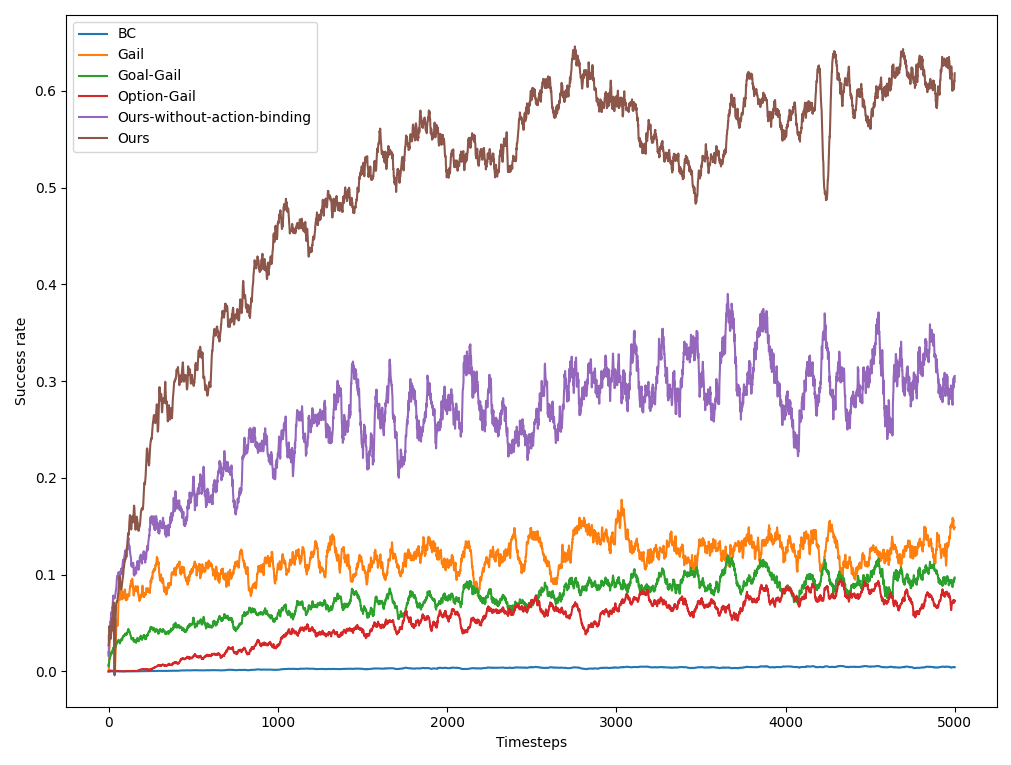 BC
Gail
Goal-Gail
Option-Gail
Ours-without-action-binding
Ours
0.6
0.5
0.4
0.3
0.2
0.1
0.0
Success rate
0 1000 2000 3000 4000 5000
Timesteps